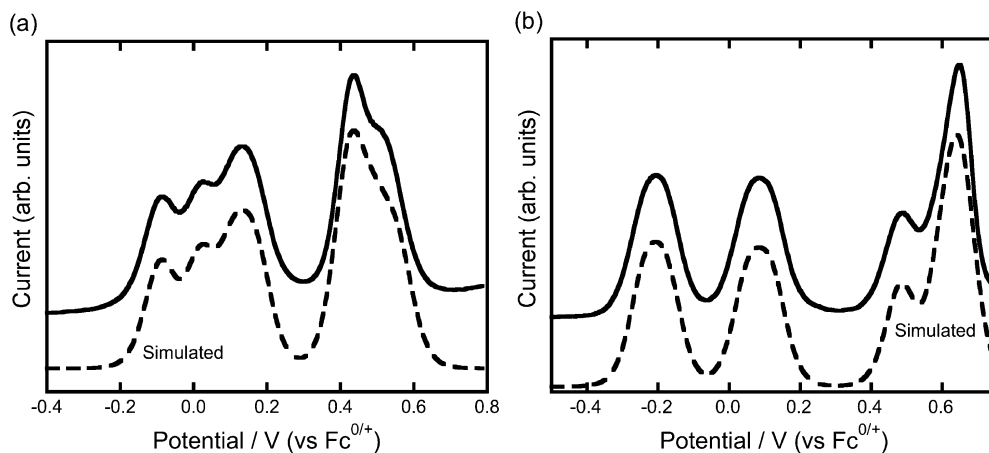 (a)
Current (arb. units)
Simulated
-0.4 -0.2 0.0 0.2 0.4 0.6 0.8
Potential / V (vs Fc⁰/⁺)
(b)
Current (arb. units)
Simulated
-0.4 -0.2 0.0 0.2 0.4 0.6
Potential / V (vs Fc⁰/⁺)